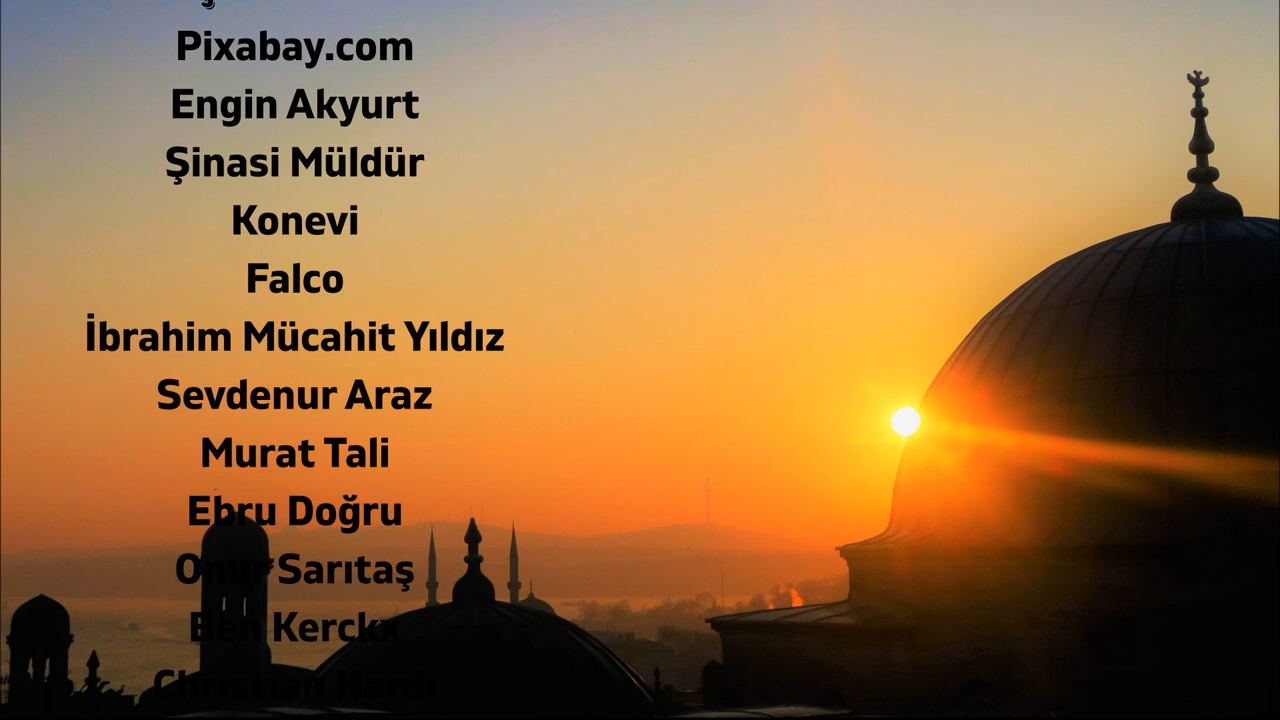 Pixabay.com
Engin Akyurt
Şinasi Müldür
Konevi
Falco
İbrahim Mücahit Yıldız
Sevdenur Araz
Murat Tali
Ebru Doğru
Onur Sarıtaş
Ben Kerckx
Christian Hardi